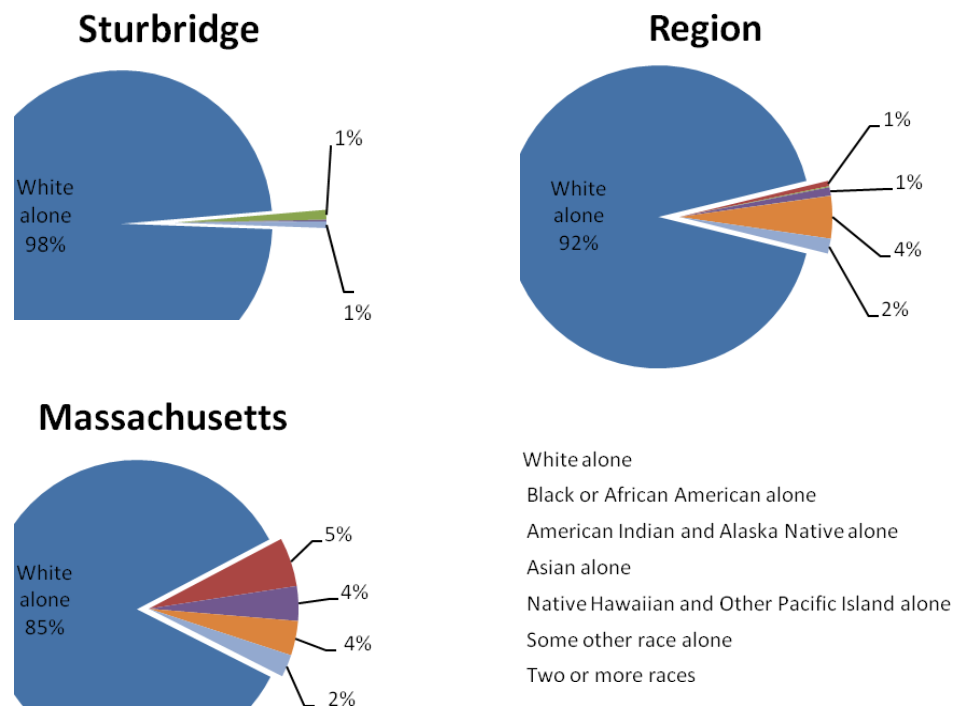 Sturbridge
White
alone
98%
1%
1%
Region
White
alone
92%
1%
1%
4%
2%
Massachusetts
White
alone
85%
5%
4%
4%
2%
White alone
Black or African American alone
American Indian and Alaska Native alone
Asian alone
Native Hawaiian and Other Pacific Island alone
Some other race alone
Two or more races